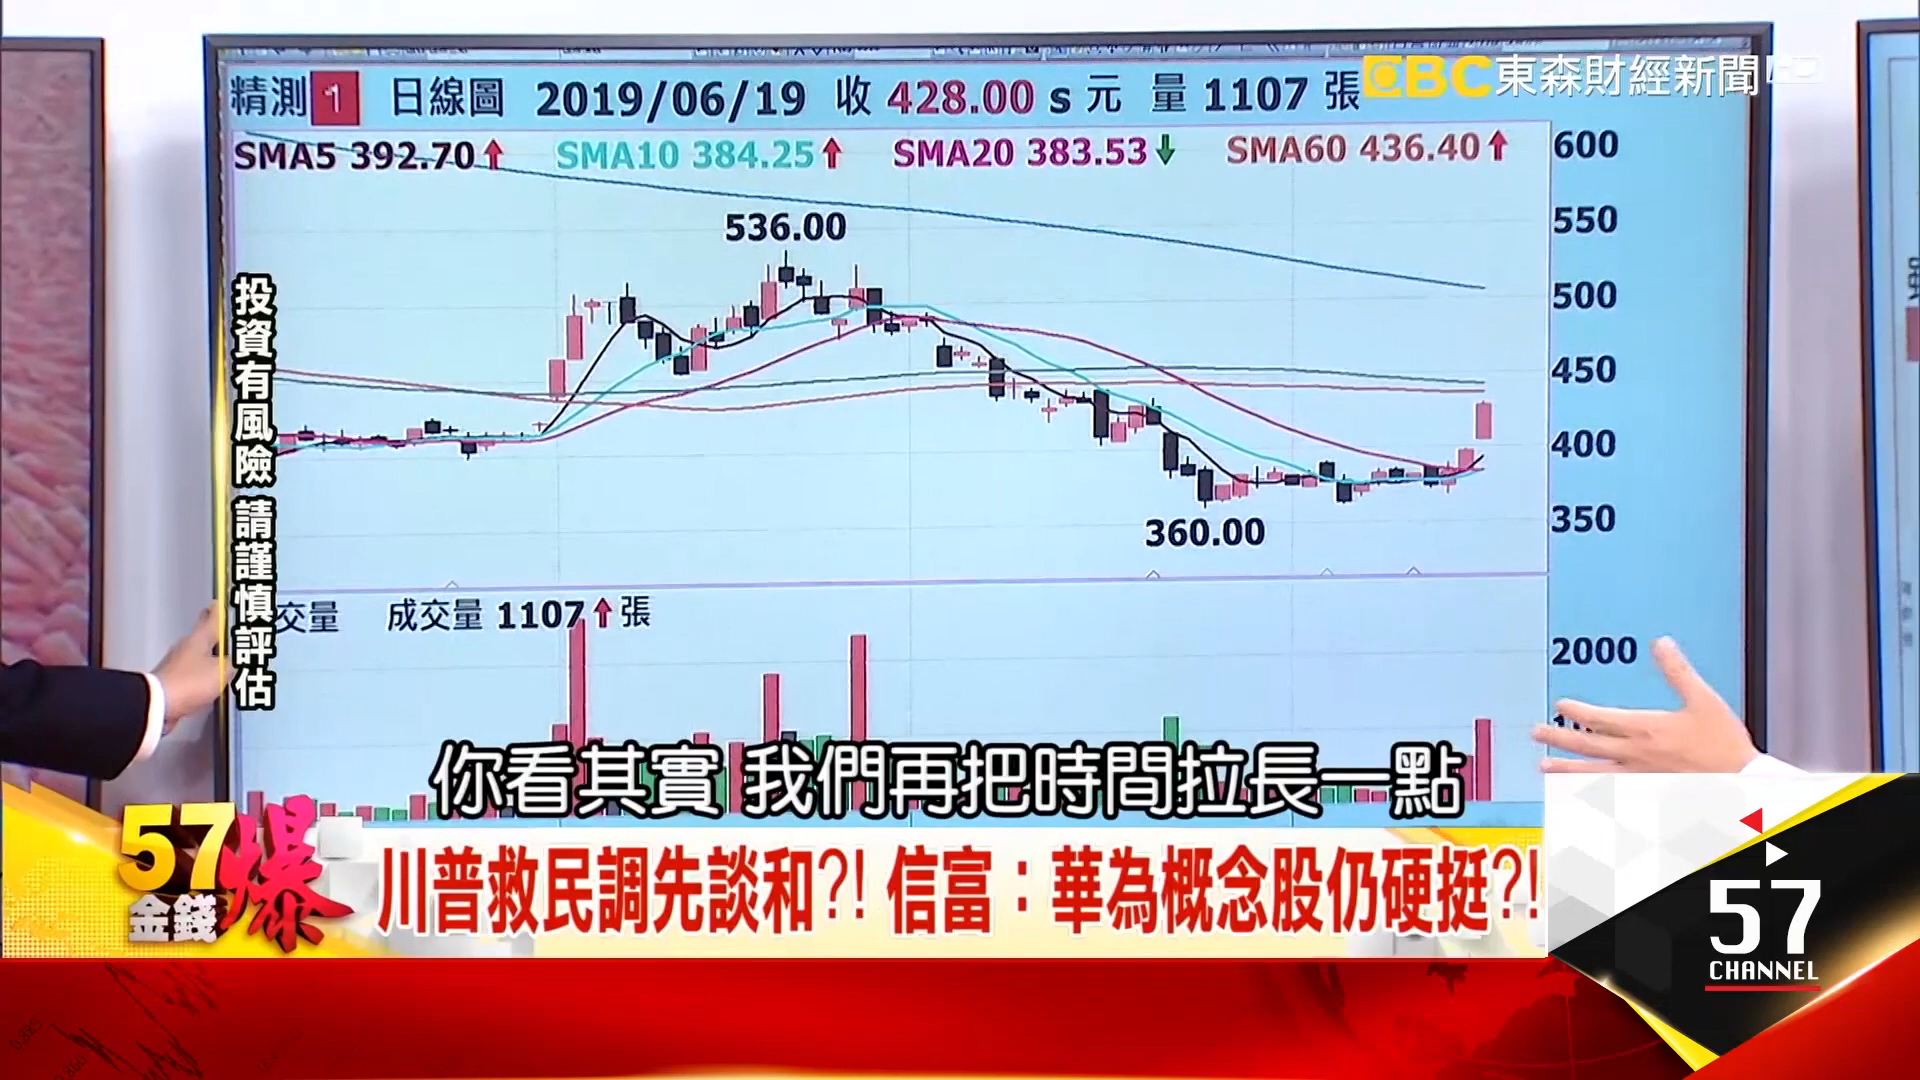 精測 1 日線圖 2019/06/19 收 428.00 s 元 量 1107 張
EBC 東森財經新聞 HD
SMA5 392.70↑ SMA10 384.25↑ SMA20 383.53↓ SMA60 436.40↑
600
550
500
450
400
350
536.00
360.00
投資有風險 請謹慎評估
交量 成交量 1107↑張
2000
你看其實 我們再把時間拉長一點
57金錢爆
川普救民調先談和?! 信富：華為概念股仍硬挺?!
57
CHANNEL